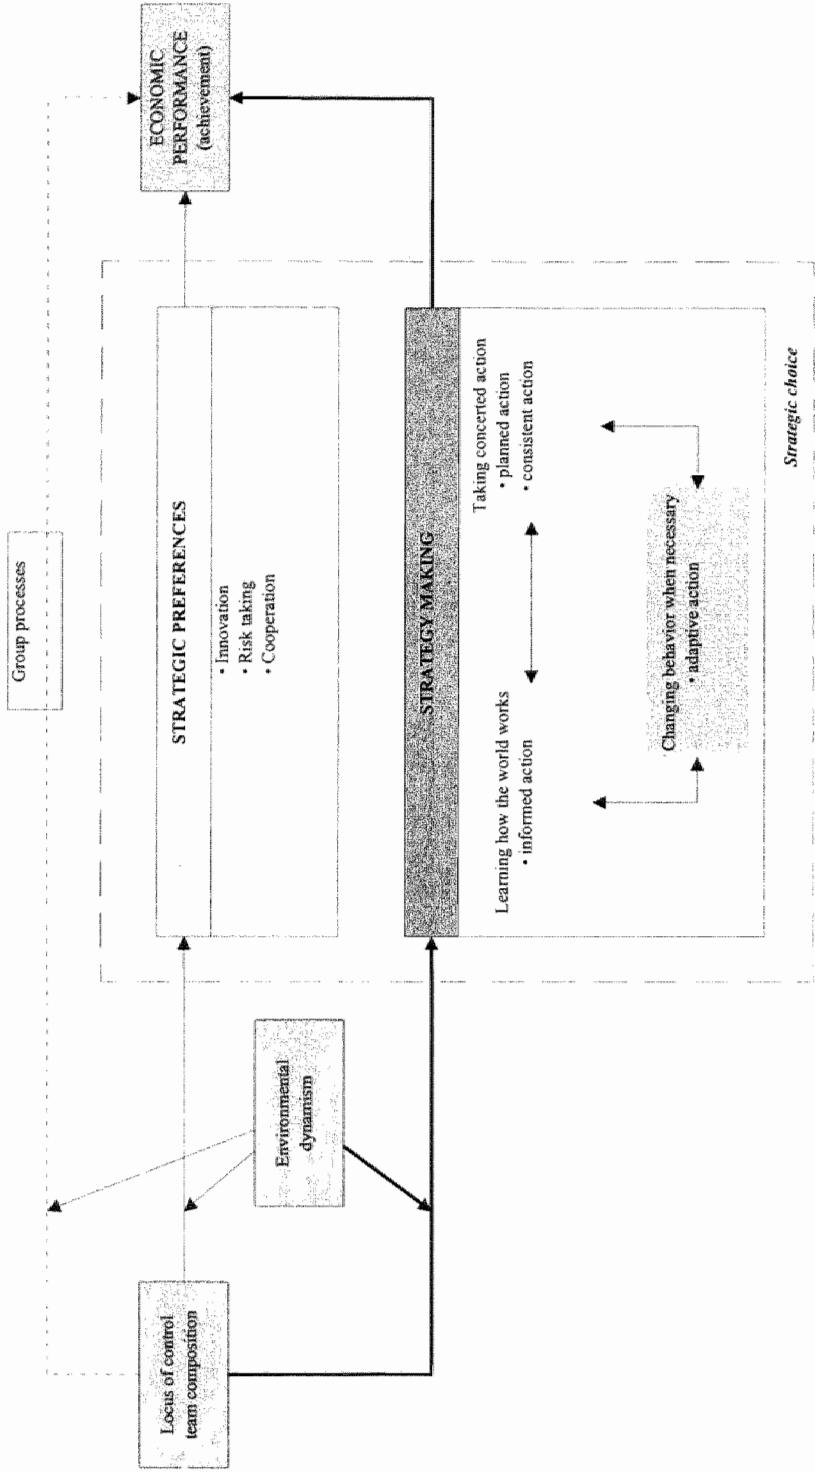 Group processes
Locus of control
team composition
Environmental
dynamism
STRATEGIC PREFERENCES
• Innovation
• Risk taking
• Cooperation
STRATEGY MAKING
Learning how the world works
• informed action
Taking concerted action
• planned action
• consistent action
Changing behavior when necessary
• adaptive action
Strategic choice
ECONOMIC
PERFORMANCE
(achievement)